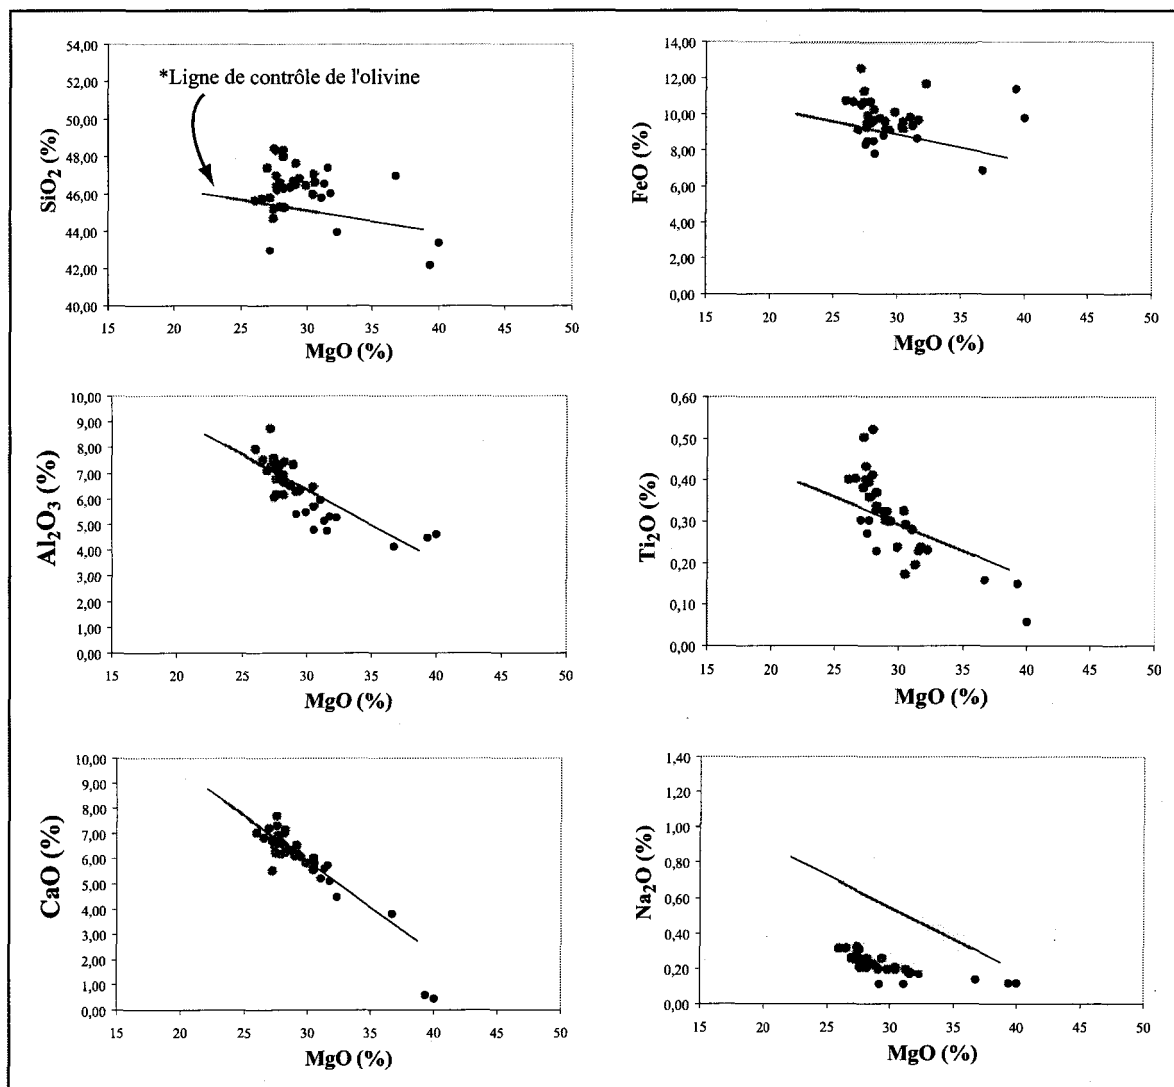 54,00
52,00
50,00
48,00
46,00
44,00
42,00
40,00
SiO2 (%)
*Ligne de contrôle de l'olivine
15 20 25 30 35 40 45 50
MgO (%)
14,00
12,00
10,00
8,00
6,00
4,00
2,00
0,00
FeO (%)
15 20 25 30 35 40 45 50
MgO (%)
10,00
9,00
8,00
7,00
6,00
5,00
4,00
3,00
2,00
1,00
0,00
Al2O3 (%)
15 20 25 30 35 40 45 50
MgO (%)
0,60
0,50
0,40
0,30
0,20
0,10
0,00
Ti2O (%)
15 20 25 30 35 40 45 50
MgO (%)
10,00
9,00
8,00
7,00
6,00
5,00
4,00
3,00
2,00
1,00
0,00
CaO (%)
15 20 25 30 35 40 45 50
MgO (%)
1,40
1,20
1,00
0,80
0,60
0,40
0,20
0,00
Na2O (%)
15 20 25 30 35 40 45 50
MgO (%)